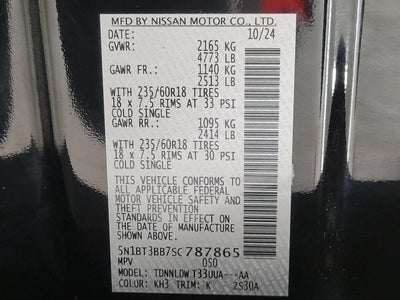 MFD BY NISSAN MOTOR CO., LTD.
DATE: 10/24
GVWR: 2165 KG
4773 LB
GAWR FR.: 1140 KG
2513 LB
WITH 235/60R18 TIRES
18 x 7.5 RIMS AT 33 PSI
COLD SINGLE
GAWR RR.: 1095 KG
2414 LB
WITH 235/60R18 TIRES
18 x 7.5 RIMS AT 30 PSI
COLD SINGLE
THIS VEHICLE CONFORMS TO
ALL APPLICABLE FEDERAL
MOTOR VEHICLE SAFETY AND
THEFT PREVENTION
STANDARDS IN EFFECT ON
THE DATE OF MANUFACTURE
SHOWN ABOVE.
5N1BT3BB7SC787865
MPV 0S0
MODEL: TDNNLDWT33UUA---AA
COLOR: KH3 TRIM: K ZS30A